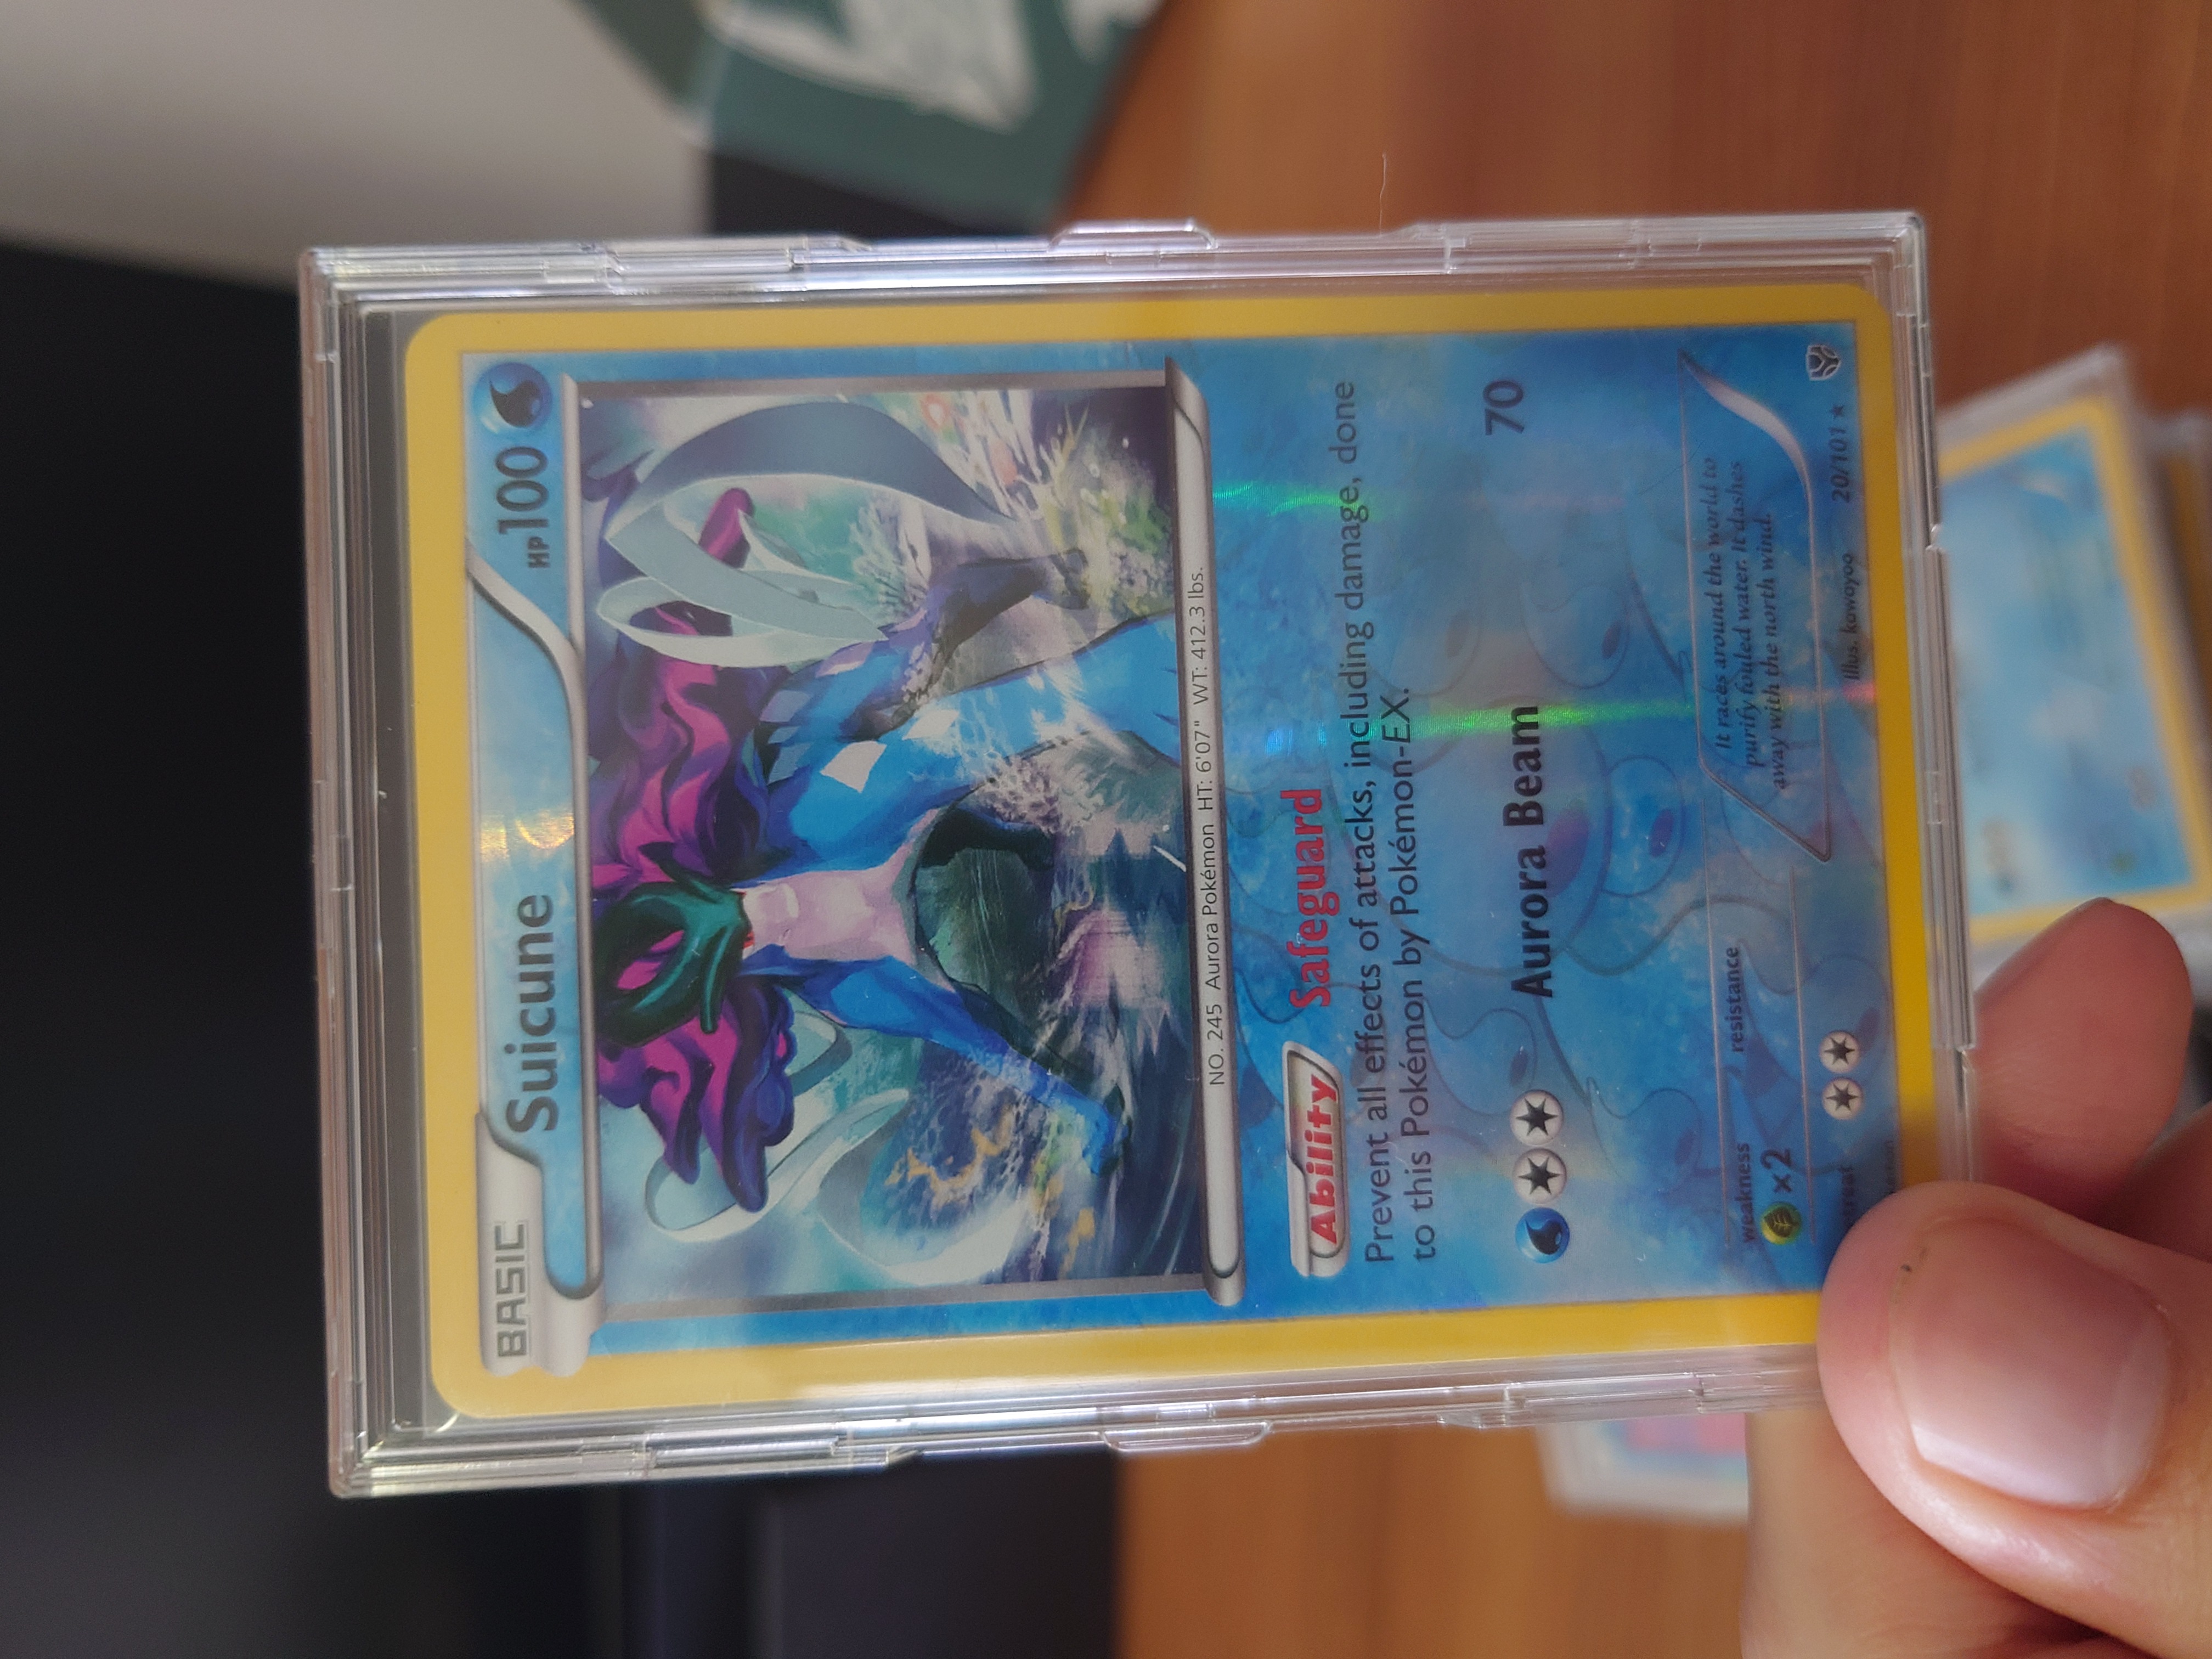 BASIC Suicune HP100
NO. 245 Aurora Pokémon HT: 6'07" WT: 412.3 lbs.
Ability Safeguard
Prevent all effects of attacks, including damage, done
to this Pokémon by Pokémon-EX.
Aurora Beam 70
weakness resistance
×2
It races around the world to
purify fouled water. It dashes
away with the north wind.
Illus. kawayoo 20/101 ★